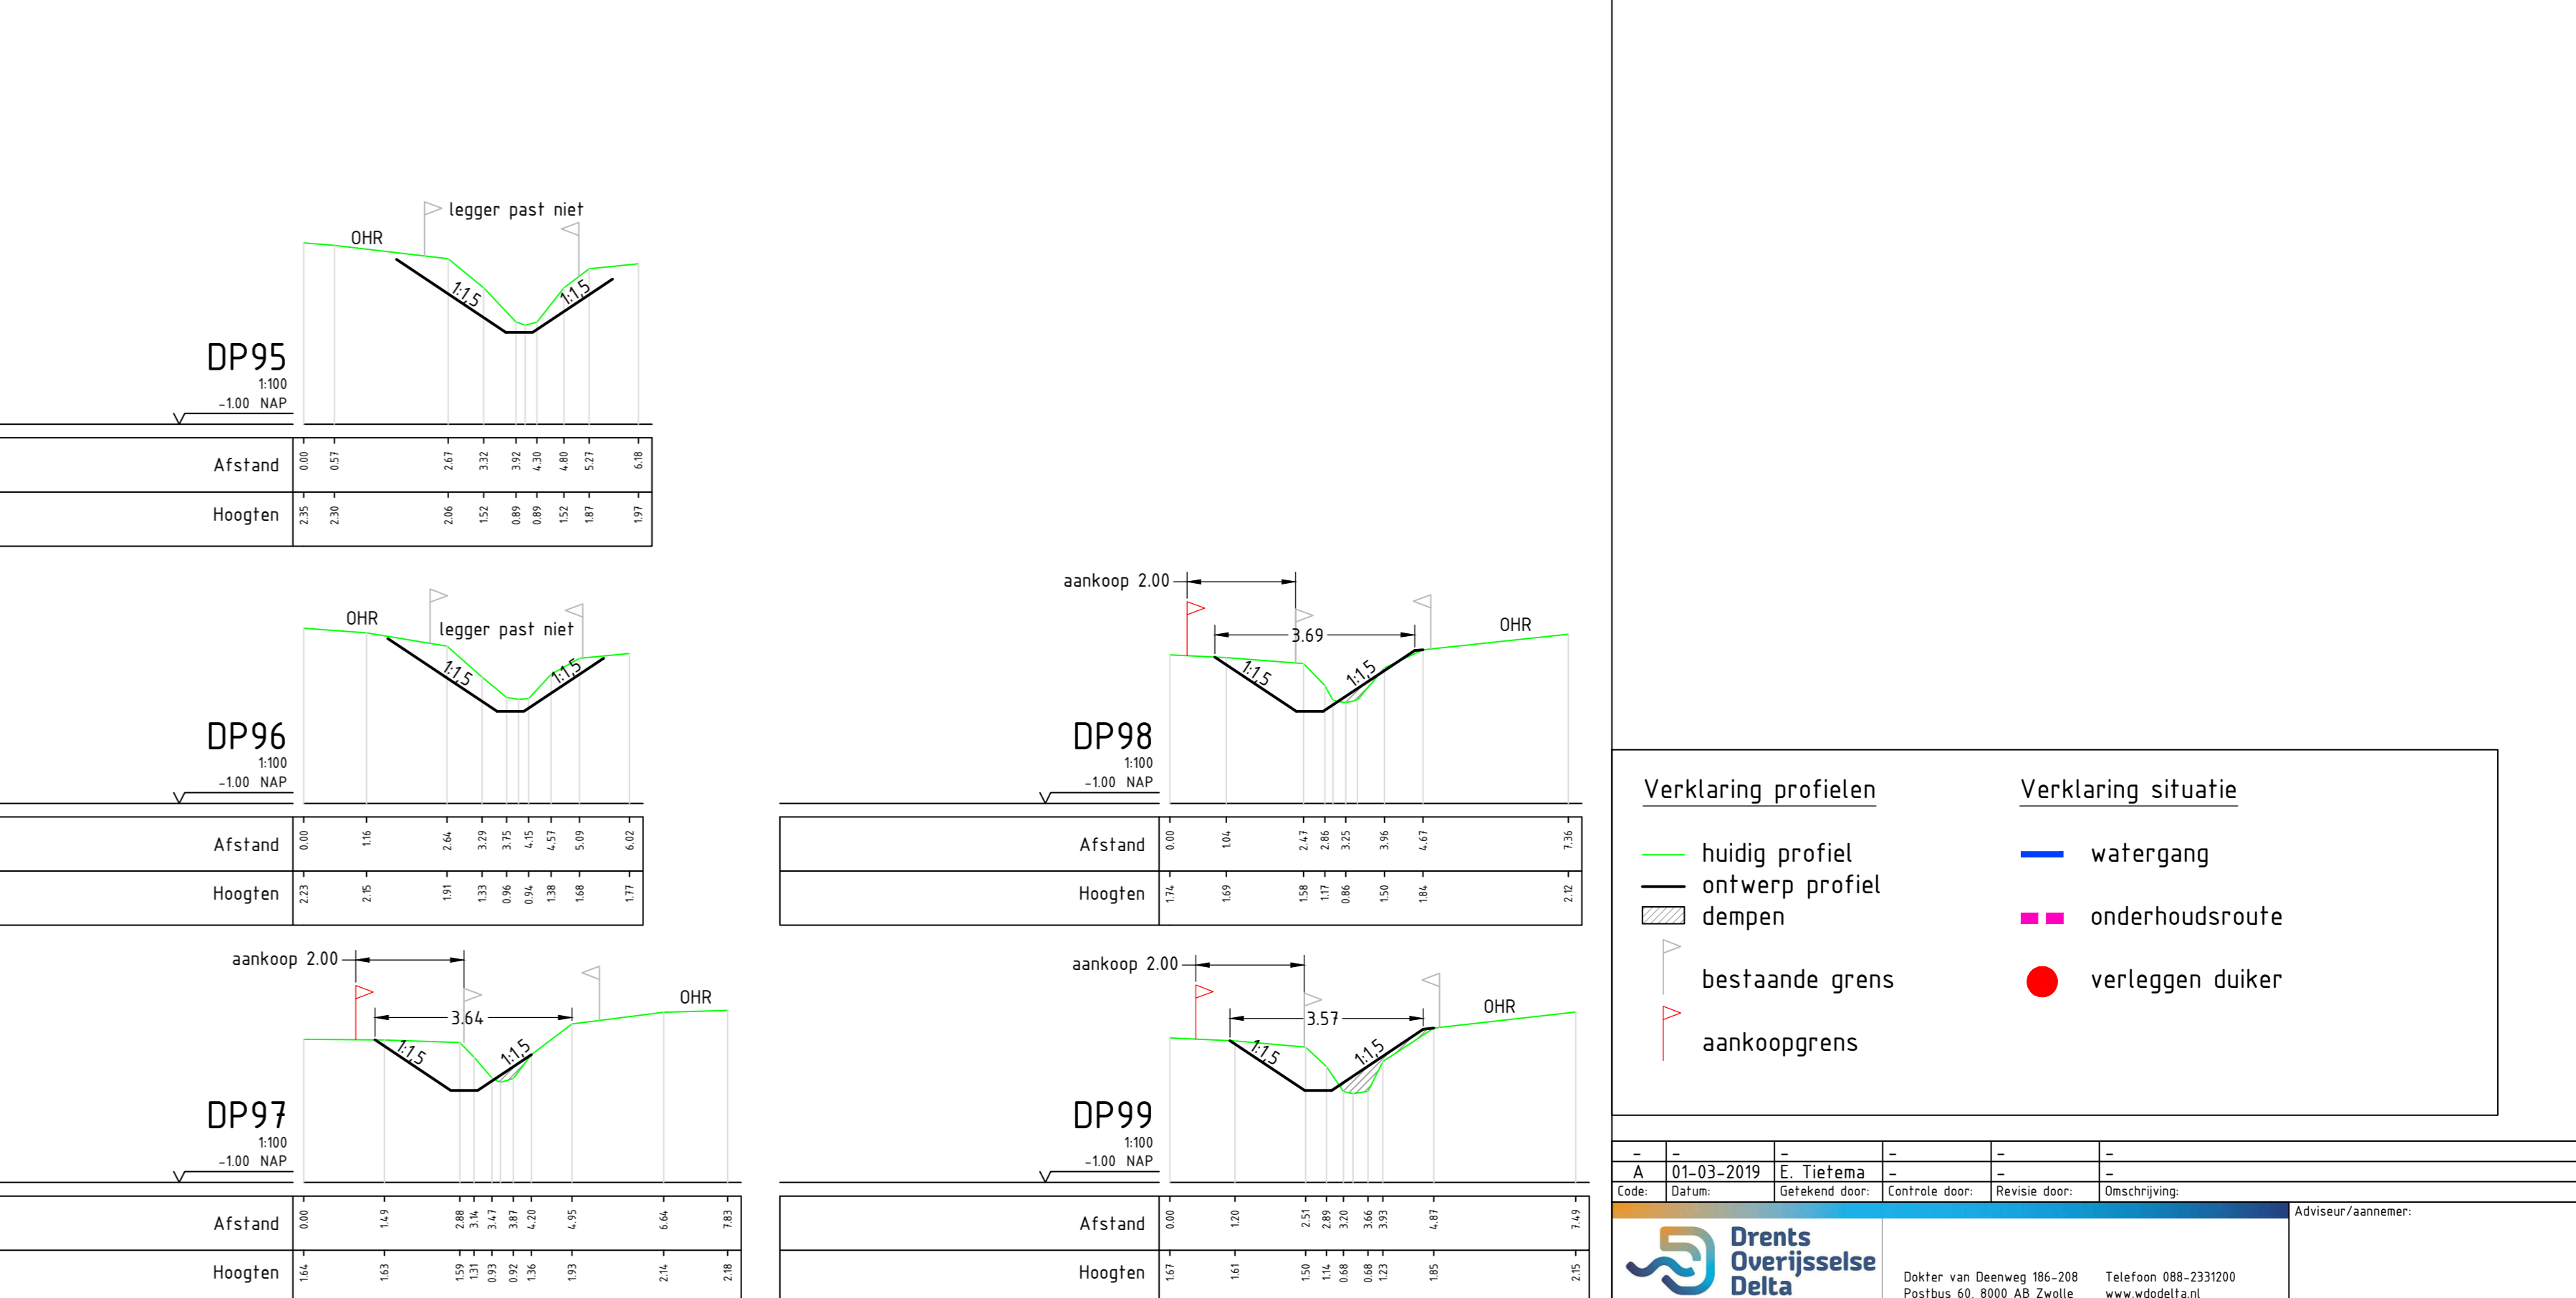 legger past niet
OHR
1:1,5 1:1,5
DP95
1:100
-1.00 NAP
Afstand 0.00 0.57 2.67 3.32 3.92 4.30 4.80 5.27 6.18
Hoogten 2.35 2.30 2.06 1.52 0.89 0.89 1.52 1.87 1.97
OHR
legger past niet
1:1,5 1:1,5
DP96
1:100
-1.00 NAP
Afstand 0.00 1.16 2.64 3.29 3.75 4.15 4.57 5.09 6.02
Hoogten 2.23 2.15 1.91 1.33 0.96 0.94 1.38 1.68 1.77
aankoop 2.00
OHR
3.64
1:1,5 1:1,5
DP97
1:100
-1.00 NAP
Afstand 0.00 1.49 2.88 3.14 3.47 3.87 4.20 4.95 6.64 7.83
Hoogten 1.64 1.63 1.59 1.31 0.93 0.92 1.36 1.93 2.14 2.18
aankoop 2.00
OHR
3.69
1:1,5 1:1,5
DP98
1:100
-1.00 NAP
Afstand 0.00 1.04 2.47 2.86 3.25 3.96 4.67 7.36
Hoogten 1.74 1.69 1.58 1.17 0.86 1.50 1.84 2.12
aankoop 2.00
OHR
3.57
1:1,5 1:1,5
DP99
1:100
-1.00 NAP
Afstand 0.00 1.20 2.51 2.89 3.20 3.66 3.93 4.87 7.49
Hoogten 1.67 1.61 1.50 1.14 0.68 0.68 1.23 1.85 2.15
Verklaring profielen
huidig profiel
ontwerp profiel
dempen
bestaande grens
aankoopgrens
Verklaring situatie
watergang
onderhoudsroute
verleggen duiker
- - - - - -
A 01-03-2019 E. Tietema - - -
Code: Datum: Getekend door: Controle door: Revisie door: Omschrijving:
Adviseur/aannemer:
Drents
Overijsselse
Delta
Dokter van Deenweg 186-208
Postbus 60, 8000 AB Zwolle
Telefoon 088-2331200
www.wdodelta.nl